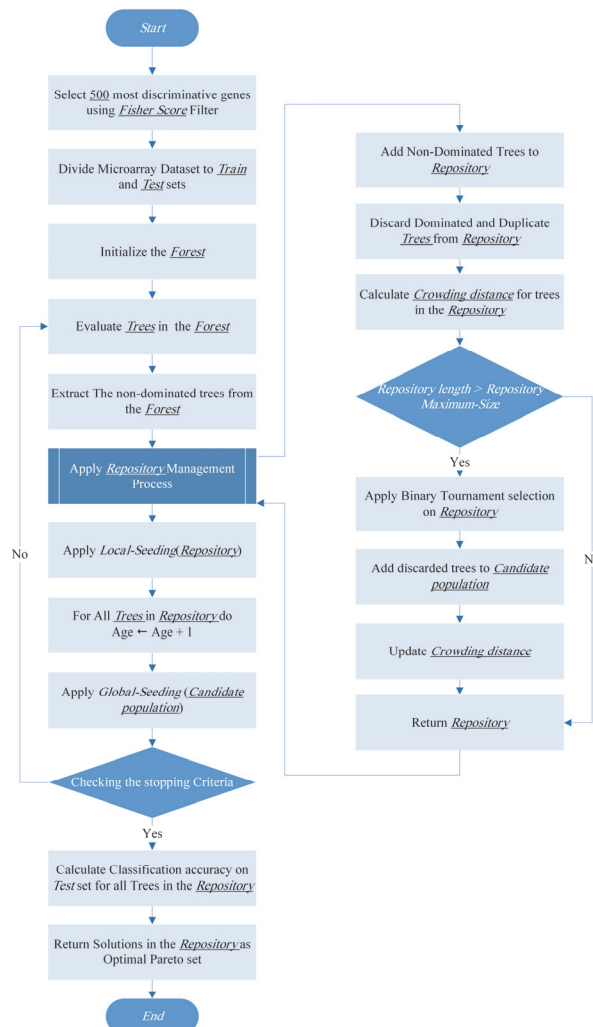 Start
Select 500 most discriminative genes
using Fisher Score Filter
Divide Microarray Dataset to Train
and Test sets
Initialize the Forest
Evaluate Trees in the Forest
Extract The non-dominated trees from
the Forest
Apply Repository Management
Process
No
Apply Local-Seeding(Repository)
For All Trees in Repository do
Age ← Age + 1
Apply Global-Seeding (Candidate
population)
Checking the stopping Criteria
Yes
Calculate Classification accuracy on
Test set for all Trees in the Repository
Return Solutions in the Repository as
Optimal Pareto set
End
Add Non-Dominated Trees to
Repository
Discard Dominated and Duplicate
Trees from Repository
Calculate Crowding distance for trees
in the Repository
Repository length > Repository
Maximum-Size
Yes
N
Apply Binary Tournament selection
on Repository
Add discarded trees to Candidate
population
Update Crowding distance
Return Repository